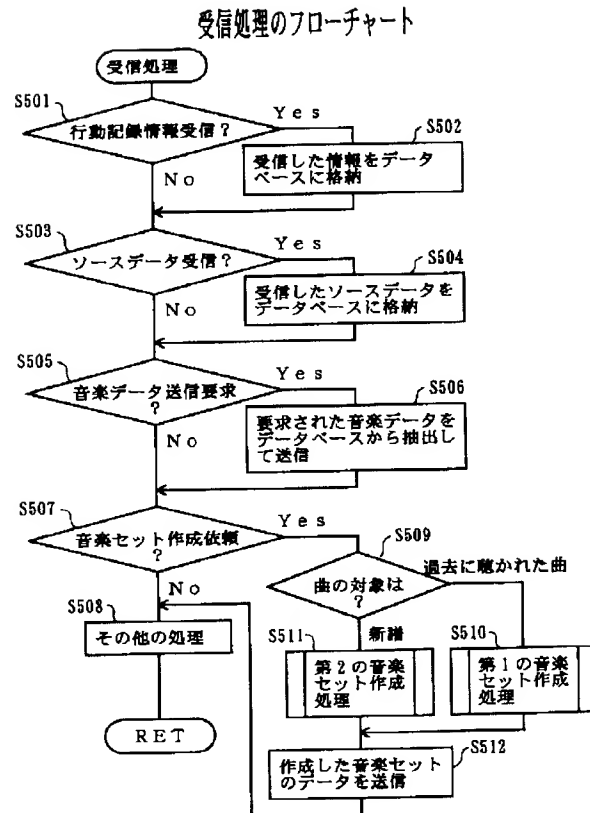 受信処理のフローチャート
受信処理
S501
行動記録情報受信?
Yes
S502
受信した情報をデータ
ベースに格納
No
S503
ソースデータ受信?
Yes
S504
受信したソースデータを
データベースに格納
No
S505
音楽データ送信要求
?
Yes
S506
要求された音楽データを
データベースから抽出し
て送信
No
S507
音楽セット作成依頼
?
Yes
S509
曲の対象は
?
過去に聴かれた曲
No
S508
その他の処理
新譜
S511
第2の音楽
セット作成
処理
S510
第1の音楽
セット作成
処理
RET
S512
作成した音楽セット
のデータを送信